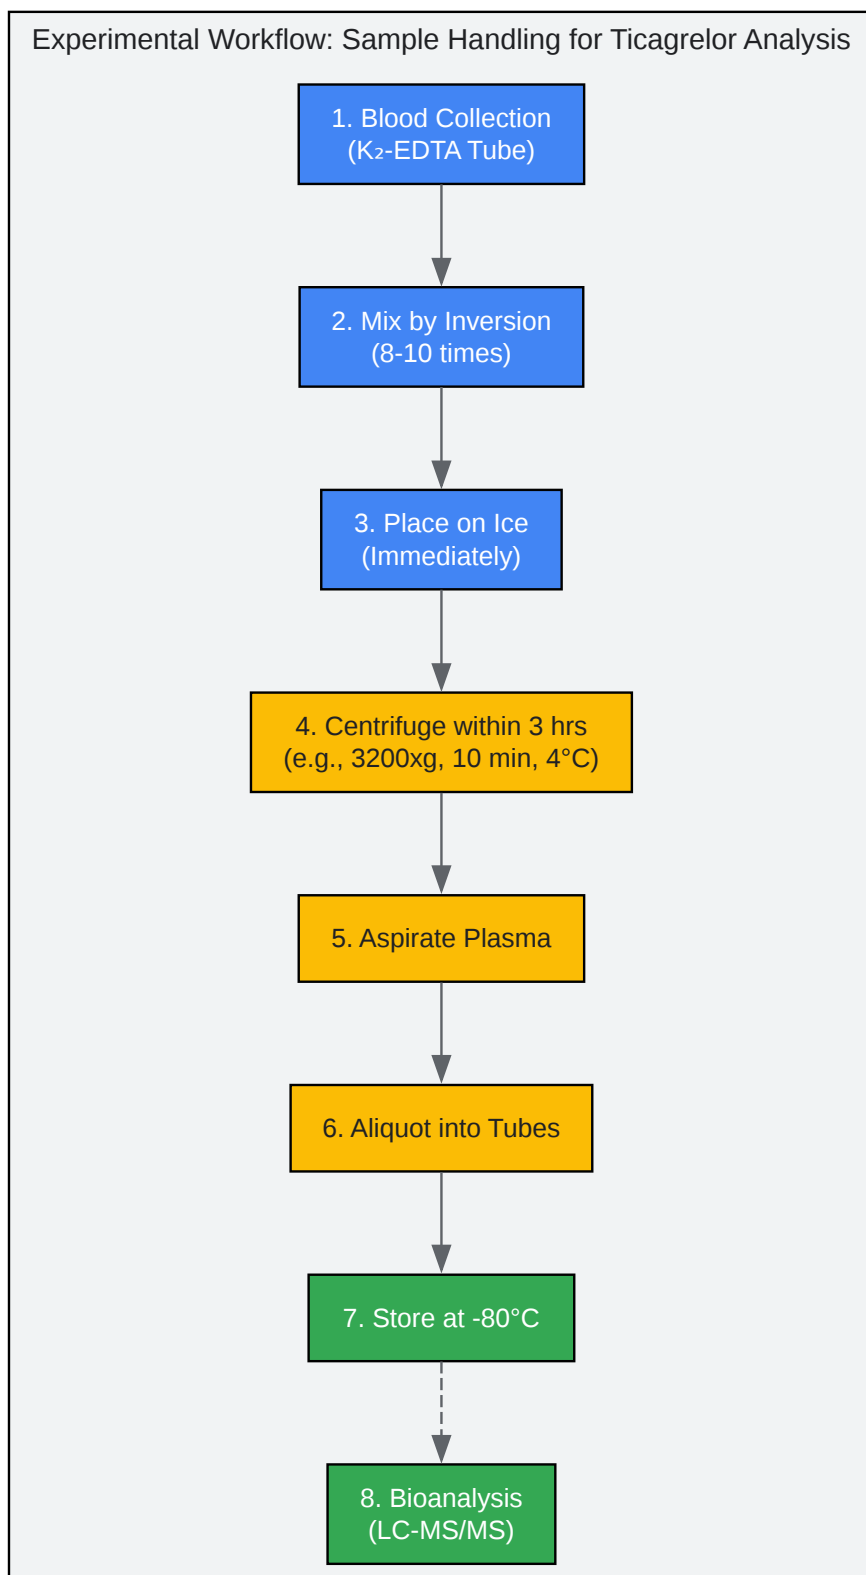 Experimental Workflow: Sample Handling for Ticagrelor Analysis
1. Blood Collection
(K₂-EDTA Tube)
2. Mix by Inversion
(8-10 times)
3. Place on Ice
(Immediately)
4. Centrifuge within 3 hrs
(e.g., 3200xg, 10 min, 4°C)
5. Aspirate Plasma
6. Aliquot into Tubes
7. Store at -80°C
8. Bioanalysis
(LC-MS/MS)